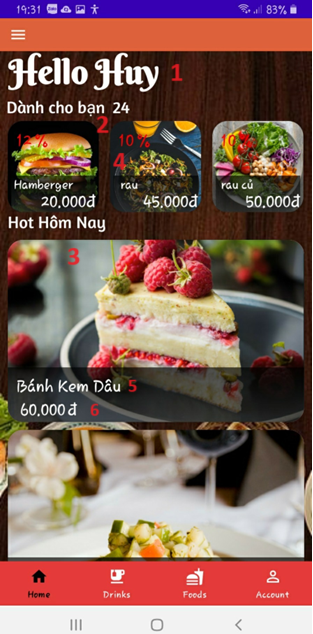 19:31 83%
Hello Huy 1
Dành cho bạn 24
2
12% 10% 10%
4
Hamberger rau rau củ
20,000đ 45,000đ 50,000đ
Hot Hôm Nay
3
Bánh Kem Dâu 5
60,000đ 6
Home Drinks Foods Account